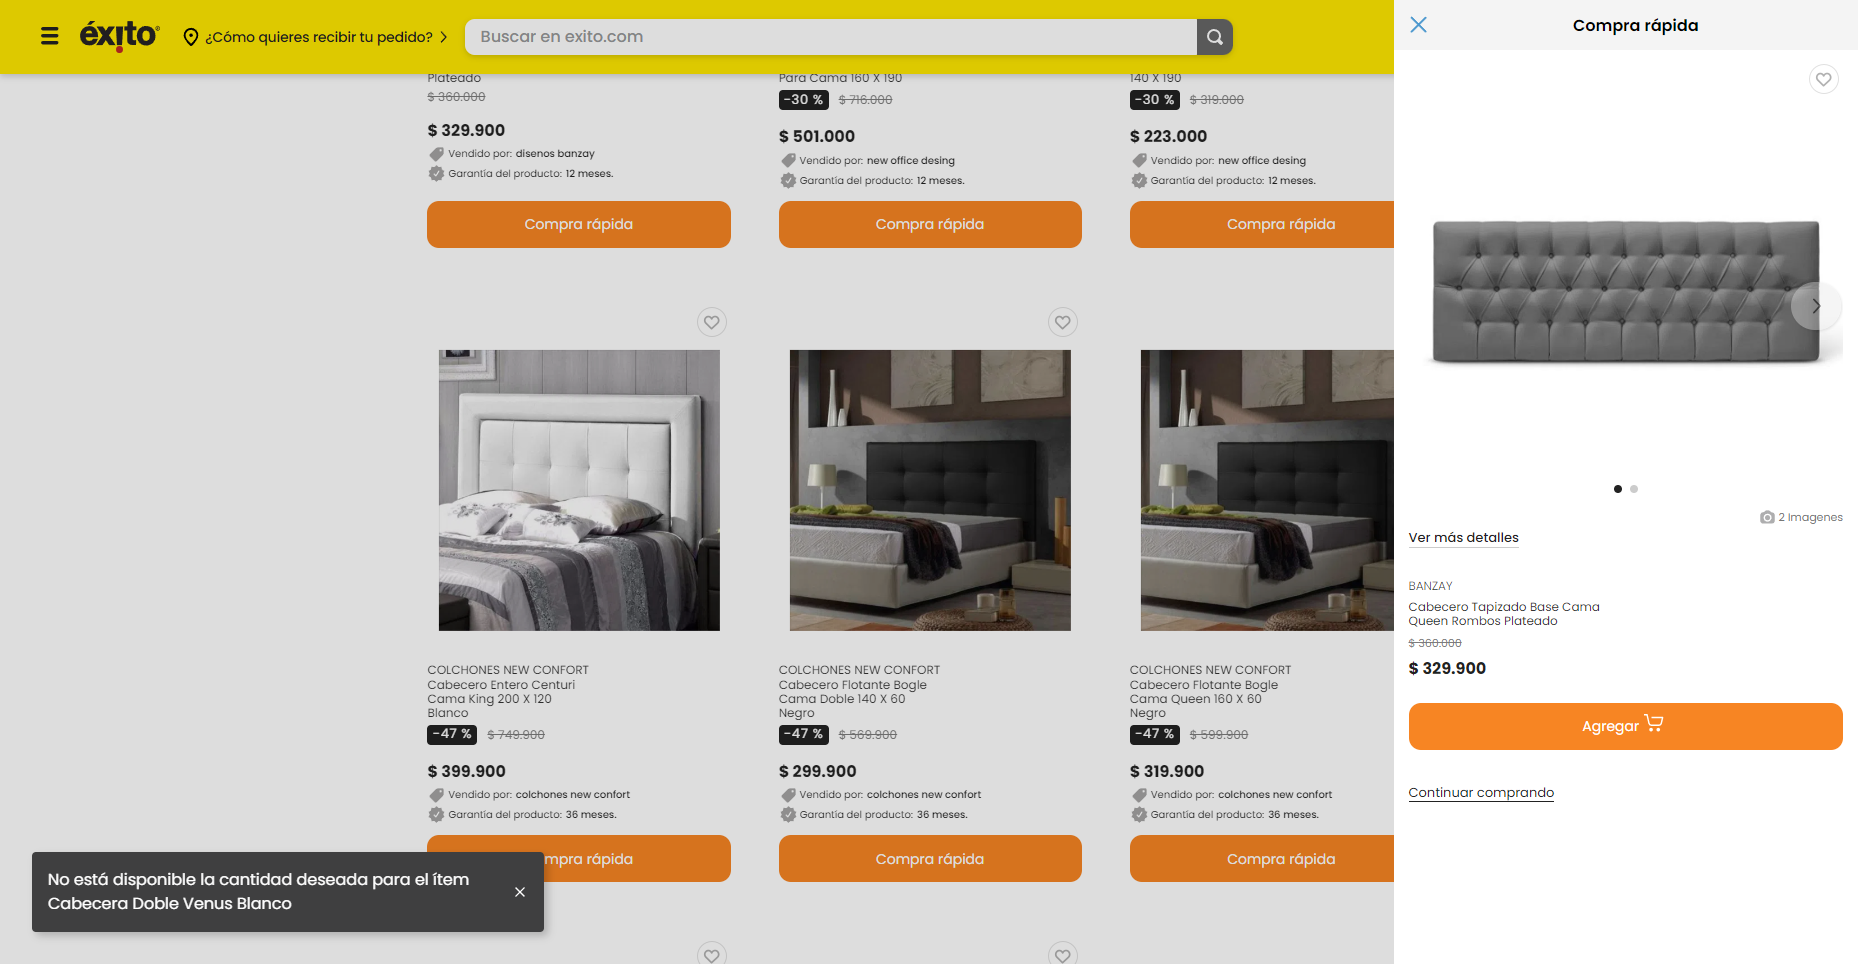 éxito
¿Cómo quieres recibir tu pedido?
Buscar en exito.com
Plateado
$ 360.000
$ 329.900
Vendido por: disenos banzay
Garantía del producto: 12 meses.
Compra rápida
Para Cama 160 X 190
-30 % $ 716.000
$ 501.000
Vendido por: new office desing
Garantía del producto: 12 meses.
Compra rápida
140 X 190
-30 % $ 319.000
$ 223.000
Vendido por: new office desing
Garantía del producto: 12 meses.
Compra rápida
COLCHONES NEW CONFORT
Cabecero Entero Centuri
Cama King 200 X 120
Blanco
-47 % $ 749.900
$ 399.900
Vendido por: colchones new confort
Garantía del producto: 36 meses.
mpra rápida
COLCHONES NEW CONFORT
Cabecero Flotante Bogle
Cama Doble 140 X 60
Negro
-47 % $ 569.900
$ 299.900
Vendido por: colchones new confort
Garantía del producto: 36 meses.
Compra rápida
COLCHONES NEW CONFORT
Cabecero Flotante Bogle
Cama Queen 160 X 60
Negro
-47 % $ 599.900
$ 319.900
Vendido por: colchones new confort
Garantía del producto: 36 meses.
Compra rápida
No está disponible la cantidad deseada para el ítem
Cabecera Doble Venus Blanco
Compra rápida
2 Imagenes
Ver más detalles
BANZAY
Cabecero Tapizado Base Cama
Queen Rombos Plateado
$ 360.000
$ 329.900
Agregar
Continuar comprando